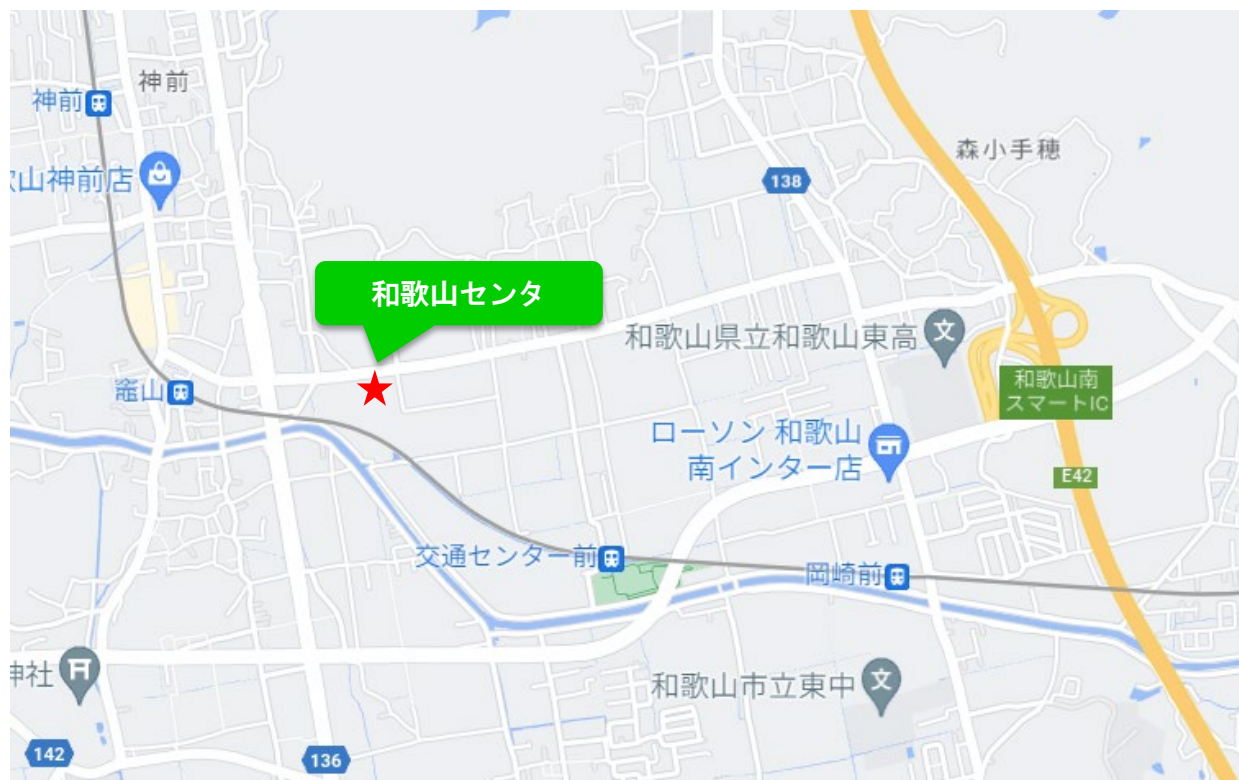 神前
神前
山神前店
138
森小手穂
和歌山センタ
和歌山県立和歌山東高
竈山
和歌山南
スマートIC
ローソン 和歌山
南インター店
E42
交通センター前
岡崎前
神社
和歌山市立東中
142
136